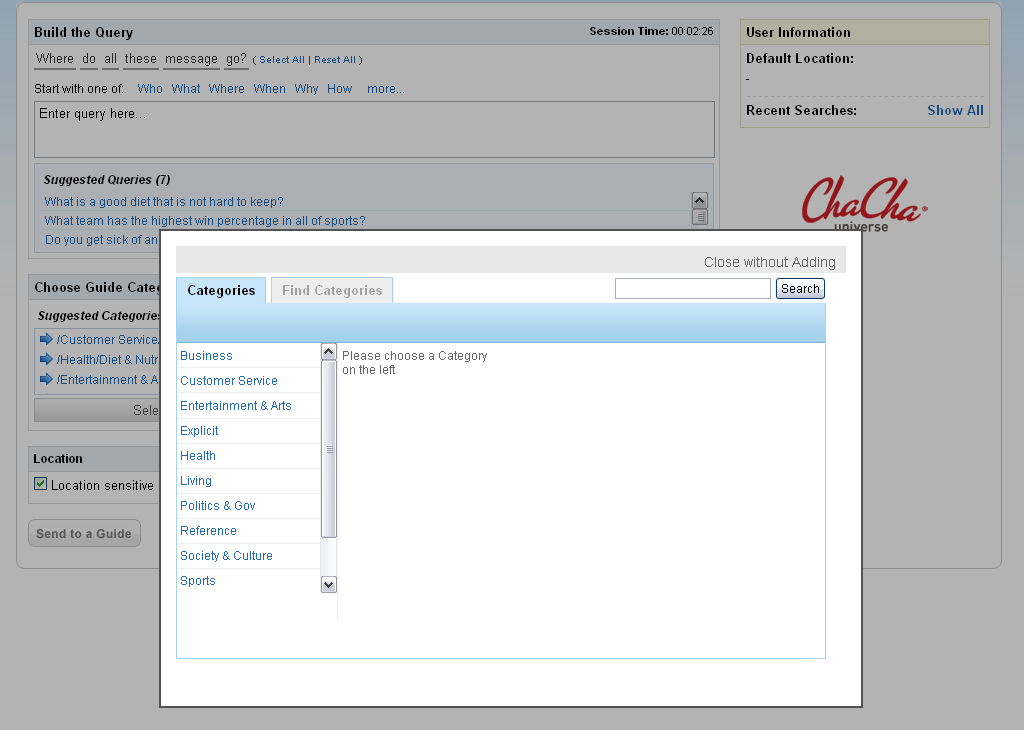 Build the Query
Session Time: 00:02:26
Where do all these message go? ( Select All | Reset All )
Start with one of: Who What Where When Why How more...
Enter query here...
Suggested Queries (7)
What is a good diet that is not hard to keep?
What team has the highest win percentage in all of sports?
Do you get sick of an
User Information
Default Location:
-
Recent Searches: Show All
ChaCha®
universe
Choose Guide Categ
Suggested Categorie
/Customer Service
/Health/Diet & Nutr
/Entertainment & A
Sele
Location
Location sensitive
Send to a Guide
Close without Adding
Categories
Find Categories
Search
Business
Customer Service
Entertainment & Arts
Explicit
Health
Living
Politics & Gov
Reference
Society & Culture
Sports
Please choose a Category
on the left